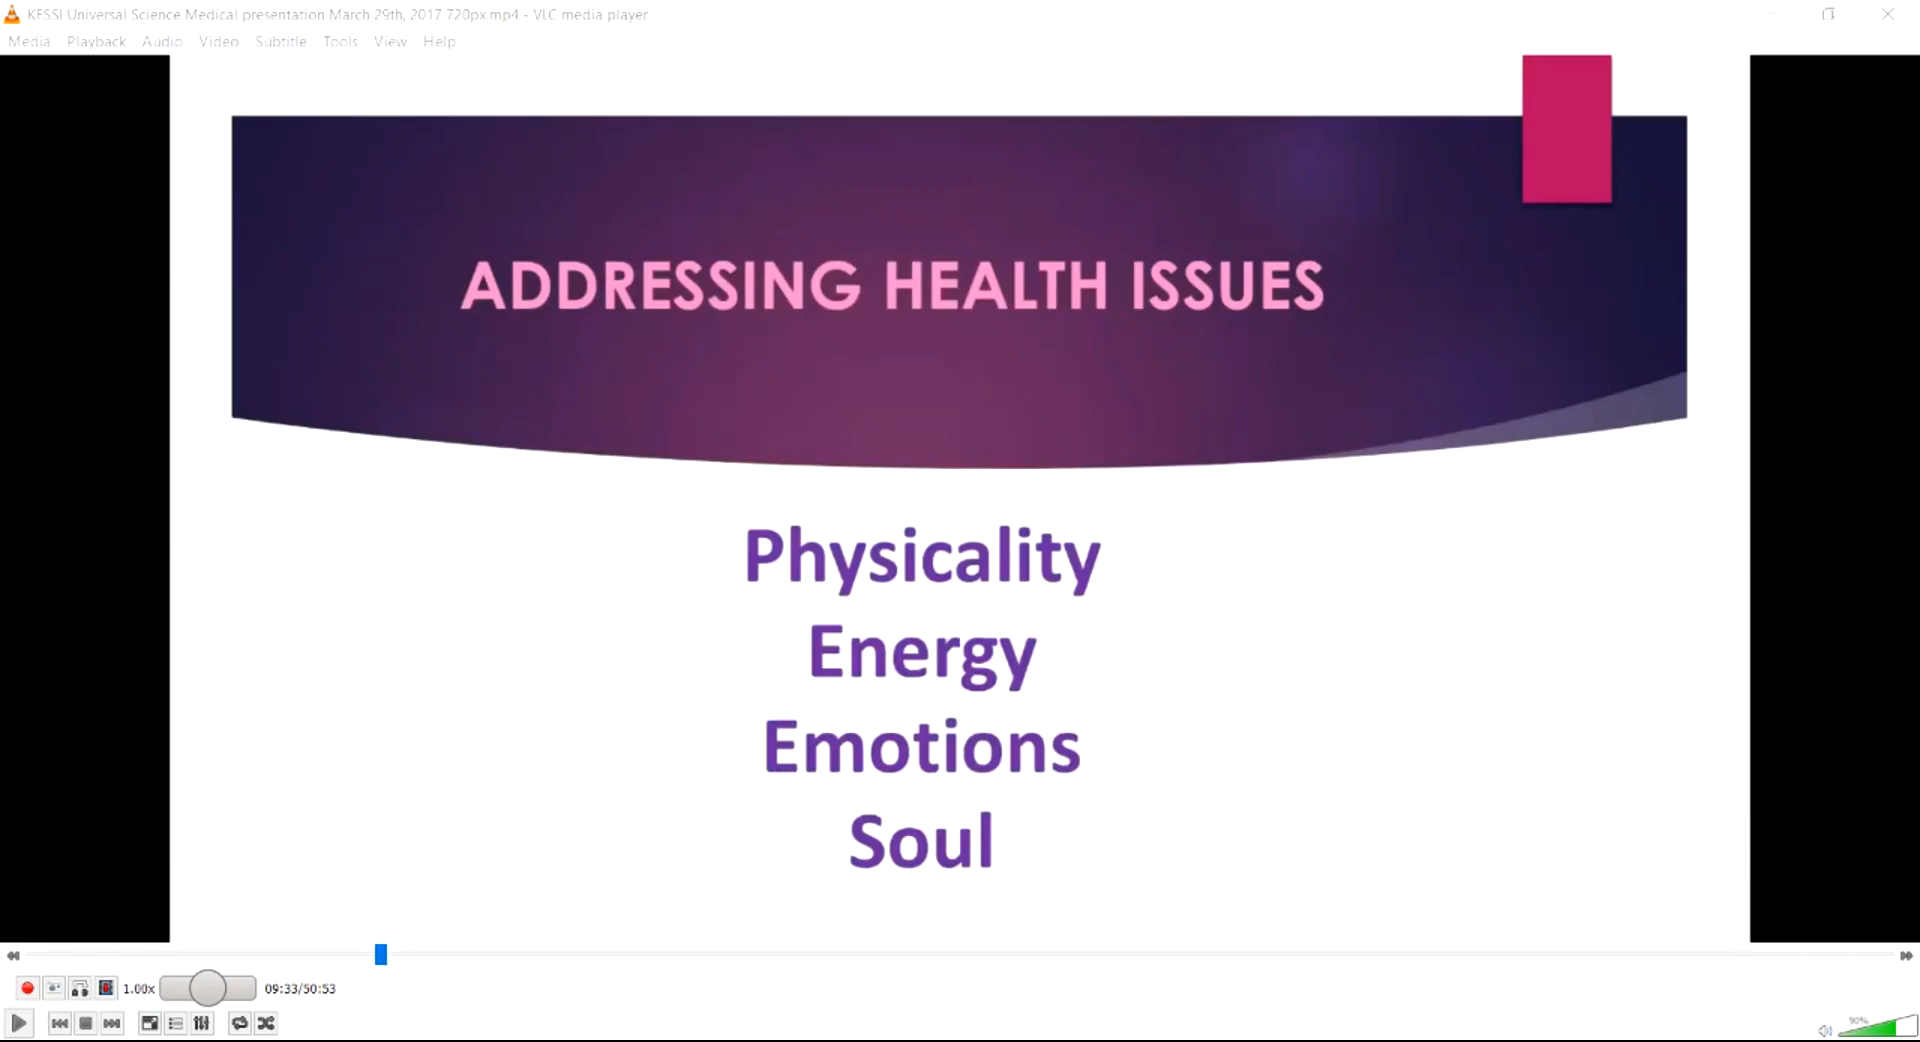 KFSSI Universal Science Medical presentation March 29th, 2017 720px.mp4 - VLC media player
Media Playback Audio Video Subtitle Tools View Help
ADDRESSING HEALTH ISSUES
Physicality
Energy
Emotions
Soul
1.00x 09:33/50:53
90%